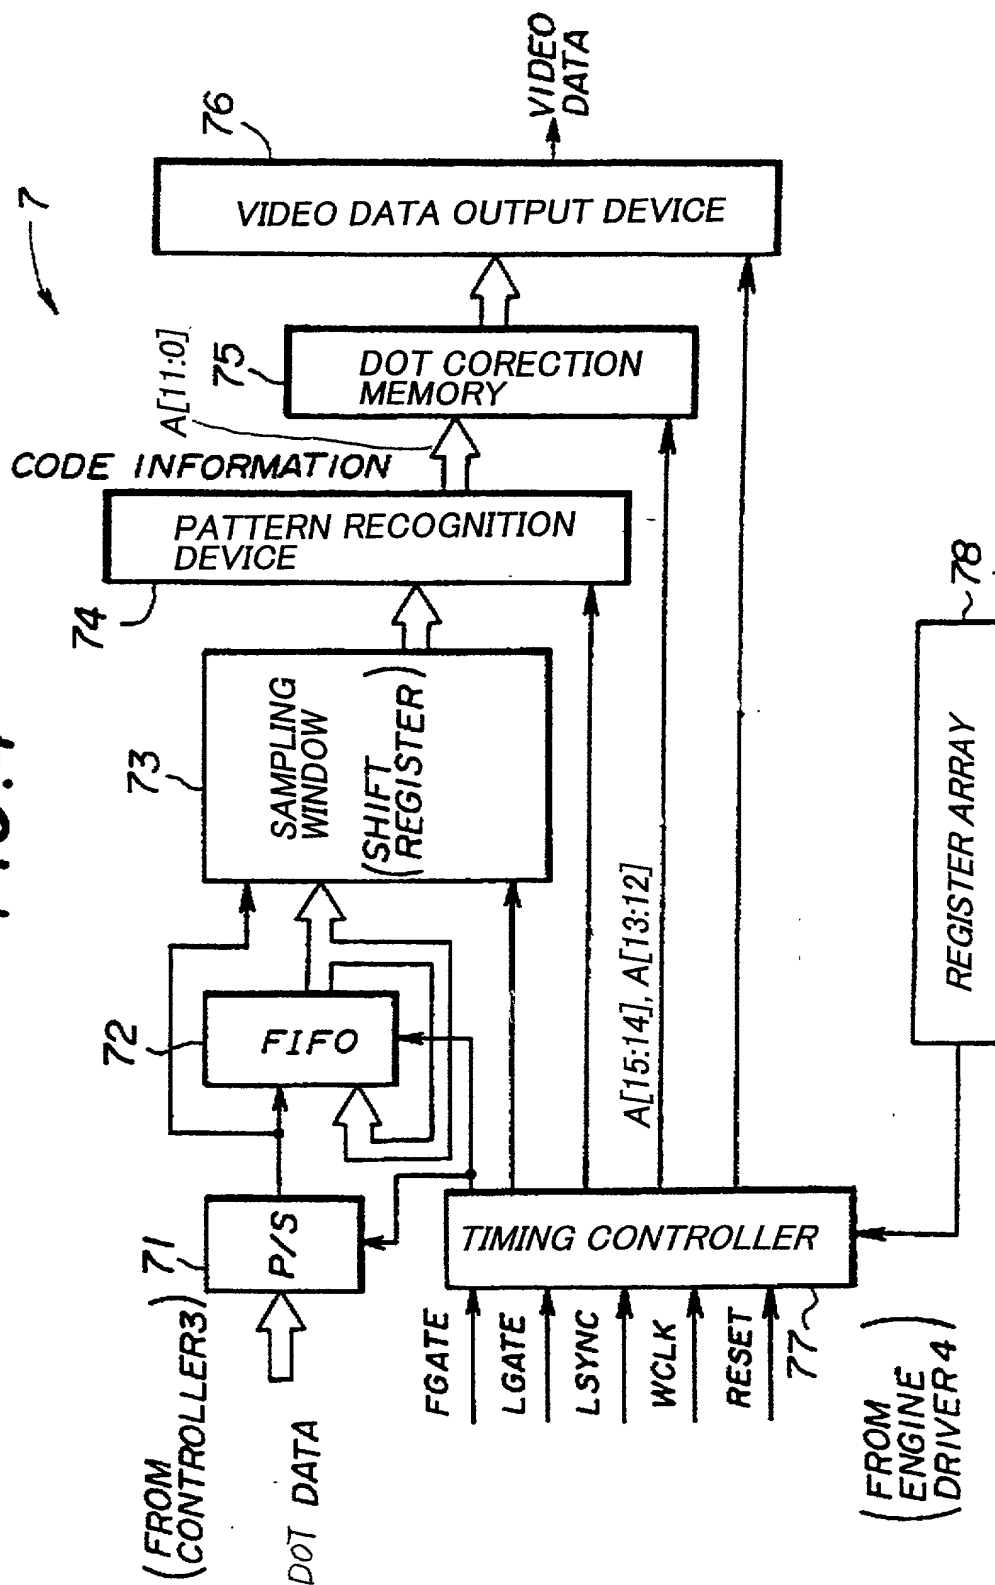 7
(FROM
CONTROLLER3)
DOT DATA
71
P/S
72
FIFO
73
SAMPLING
WINDOW
(SHIFT
REGISTER)
74
PATTERN RECOGNITION
DEVICE
CODE INFORMATION
A[11:0]
75
DOT CORECTION
MEMORY
76
VIDEO DATA OUTPUT DEVICE
VIDEO
DATA
FGATE
LGATE
LSYNC
WCLK
RESET
TIMING CONTROLLER
77
A[15:14], A[13:12]
(FROM
ENGINE
DRIVER 4)
REGISTER ARRAY
78